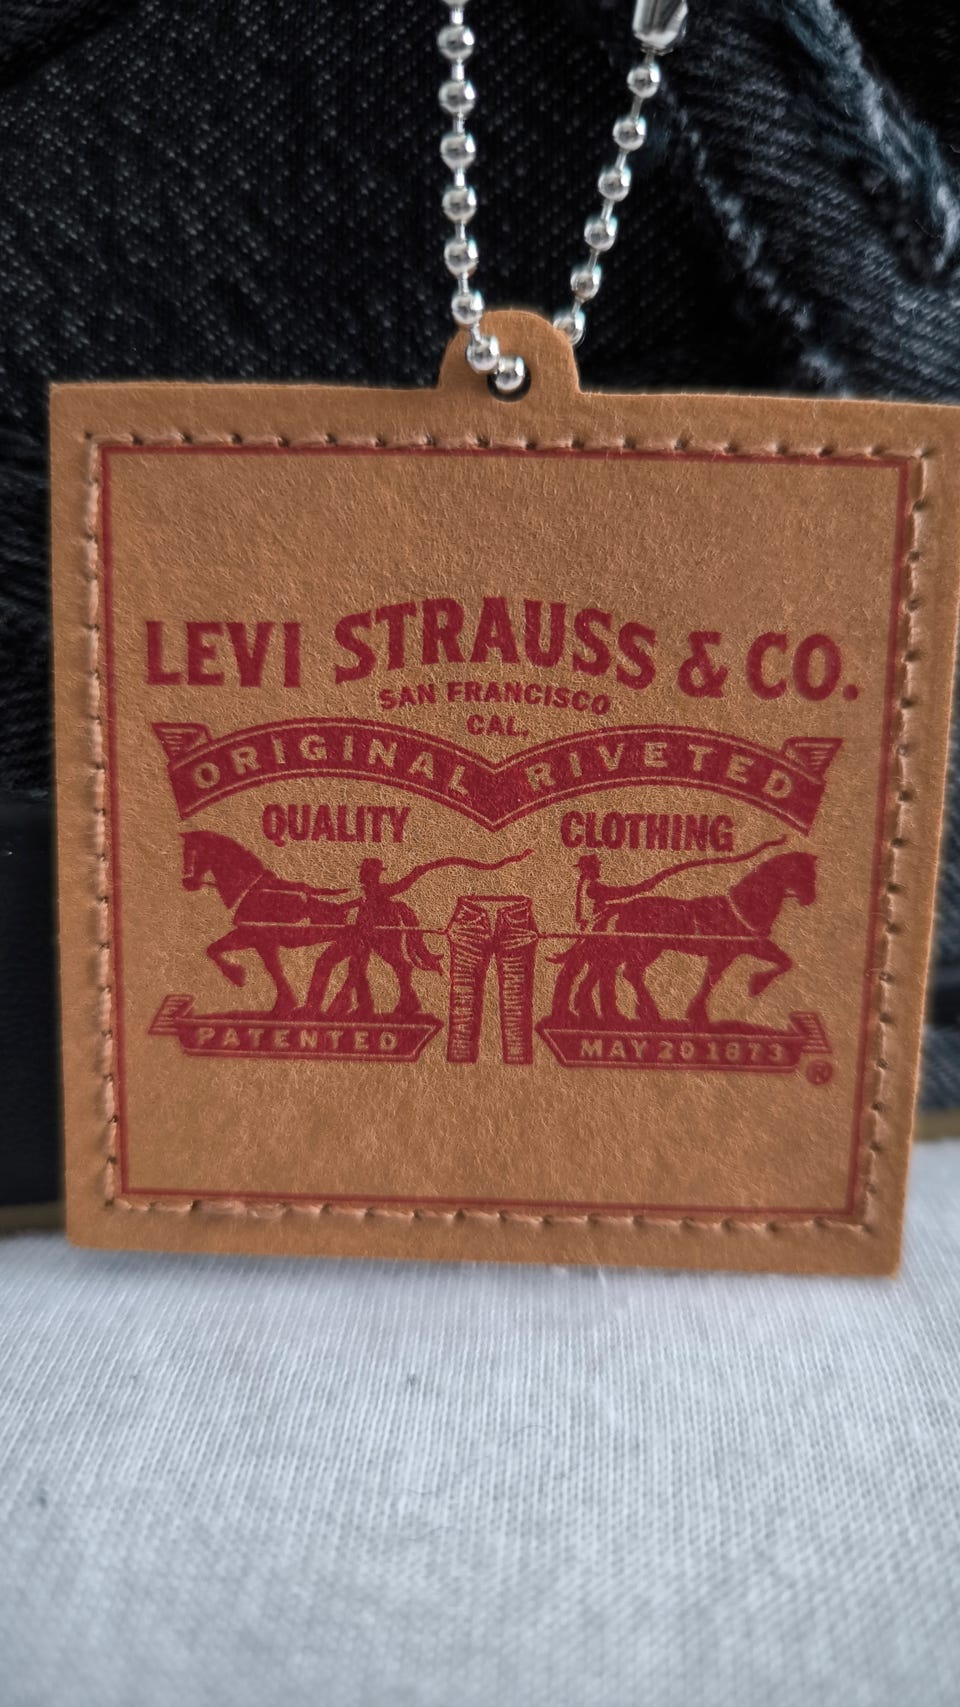 LEVI STRAUSS & CO.
SAN FRANCISCO
CAL.
ORIGINAL RIVETED
QUALITY CLOTHING
PATENTED
MAY 20 1873
®